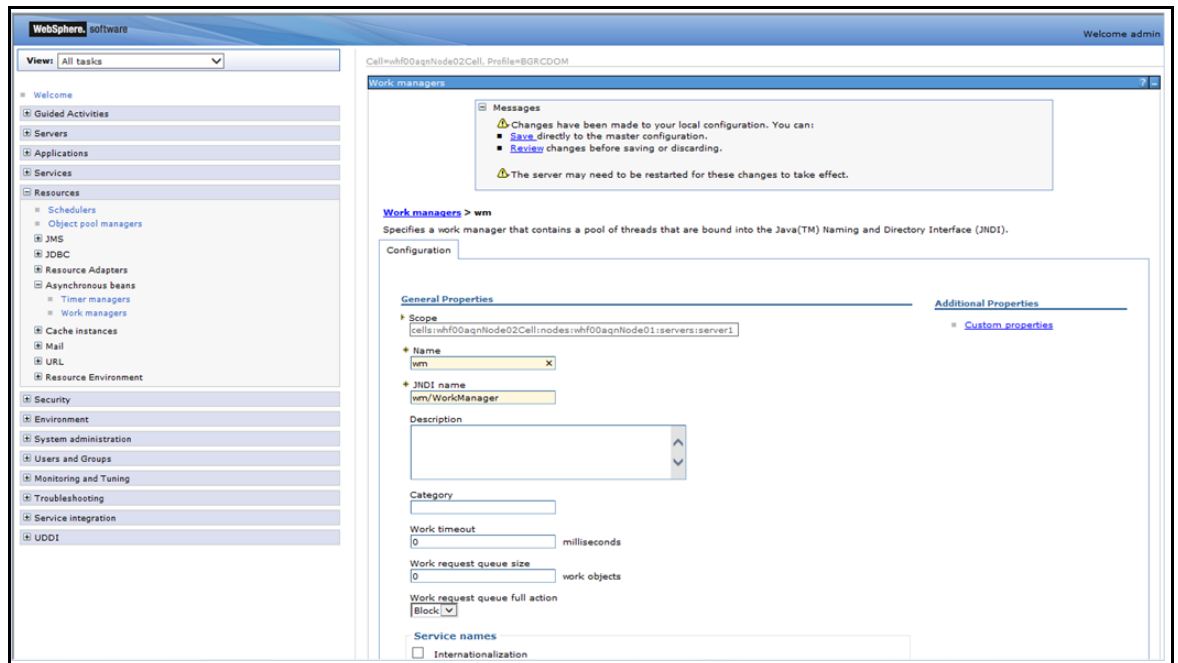 WebSphere. software
Welcome admin
View: All tasks
Cell=whf00aqnNode02Cell, Profile=BGRCDOM
Welcome
Guided Activities
Servers
Applications
Services
Resources
Schedulers
Object pool managers
JMS
JDBC
Resource Adapters
Asynchronous beans
Timer managers
Work managers
Cache instances
Mail
URL
Resource Environment
Security
Environment
System administration
Users and Groups
Monitoring and Tuning
Troubleshooting
Service integration
UDDI
Work managers
? –
Messages
Changes have been made to your local configuration. You can:
Save directly to the master configuration.
Review changes before saving or discarding.
The server may need to be restarted for these changes to take effect.
Work managers > wm
Specifies a work manager that contains a pool of threads that are bound into the Java(TM) Naming and Directory Interface (JNDI).
Configuration
General Properties
Scope
cells:whf00aqnNode02Cell:nodes:whf00aqnNode01:servers:server1
* Name
wm
* JNDI name
wm/WorkManager
Description
Category
Work timeout
0 milliseconds
Work request queue size
0 work objects
Work request queue full action
Block
Service names
Internationalization
Additional Properties
Custom properties